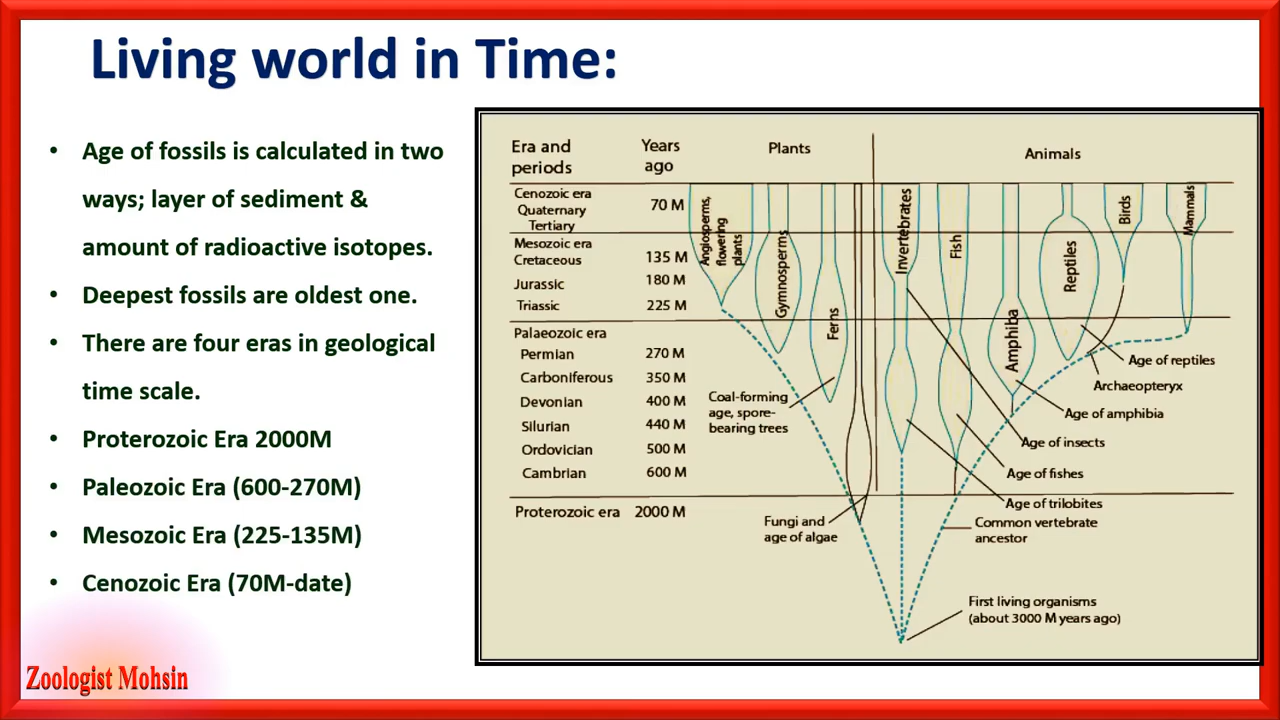 Living world in Time:
• Age of fossils is calculated in two
ways; layer of sediment &
amount of radioactive isotopes.
• Deepest fossils are oldest one.
• There are four eras in geological
time scale.
• Proterozoic Era 2000M
• Paleozoic Era (600-270M)
• Mesozoic Era (225-135M)
• Cenozoic Era (70M-date)
Zoologist Mohsin
Era and
periods
Years
ago
Plants
Animals
Cenozoic era
Quaternary
Tertiary
70 M
Mesozoic era
Cretaceous
135 M
Jurassic
180 M
Triassic
225 M
Palaeozoic era
Permian
270 M
Carboniferous
350 M
Devonian
400 M
Silurian
440 M
Ordovician
500 M
Cambrian
600 M
Proterozoic era
2000 M
Angiosperms,
flowering
plants
Gymnosperms
Ferns
Invertebrates
Fish
Amphiba
Reptiles
Birds
Mammals
Coal-forming
age, spore-
bearing trees
Fungi and
age of algae
Age of reptiles
Archaeopteryx
Age of amphibia
Age of insects
Age of fishes
Age of trilobites
Common vertebrate
ancestor
First living organisms
(about 3000 M years ago)